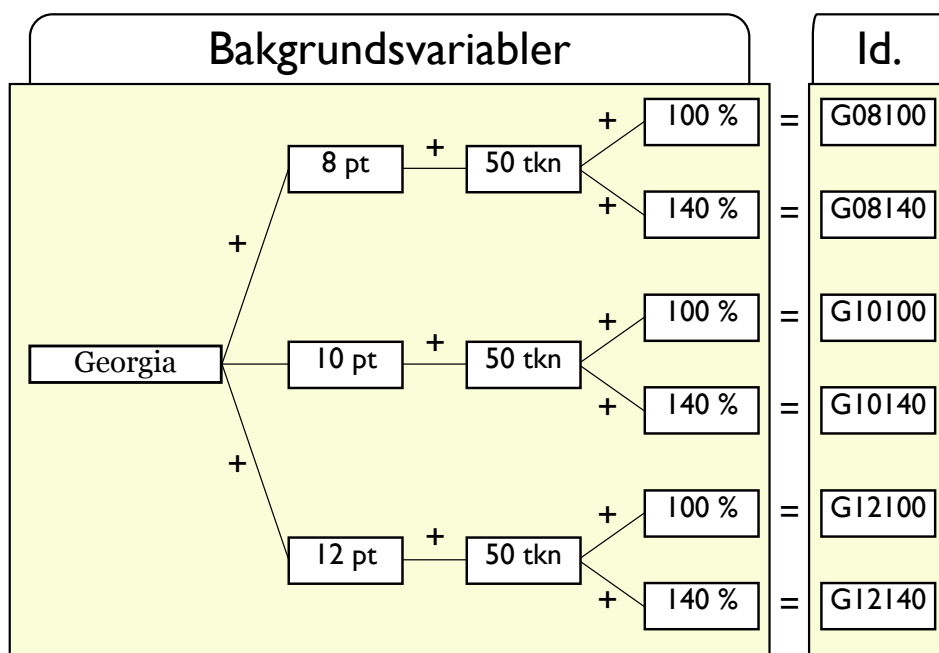 Bakgrundsvariabler Id.
+ 100 % = G08100
8 pt + 50 tkn
+ 140 % = G08140
+
+ 100 % = G10100
Georgia 10 pt + 50 tkn
+ 140 % = G10140
+
+ 100 % = G12100
12 pt + 50 tkn
+ 140 % = G12140